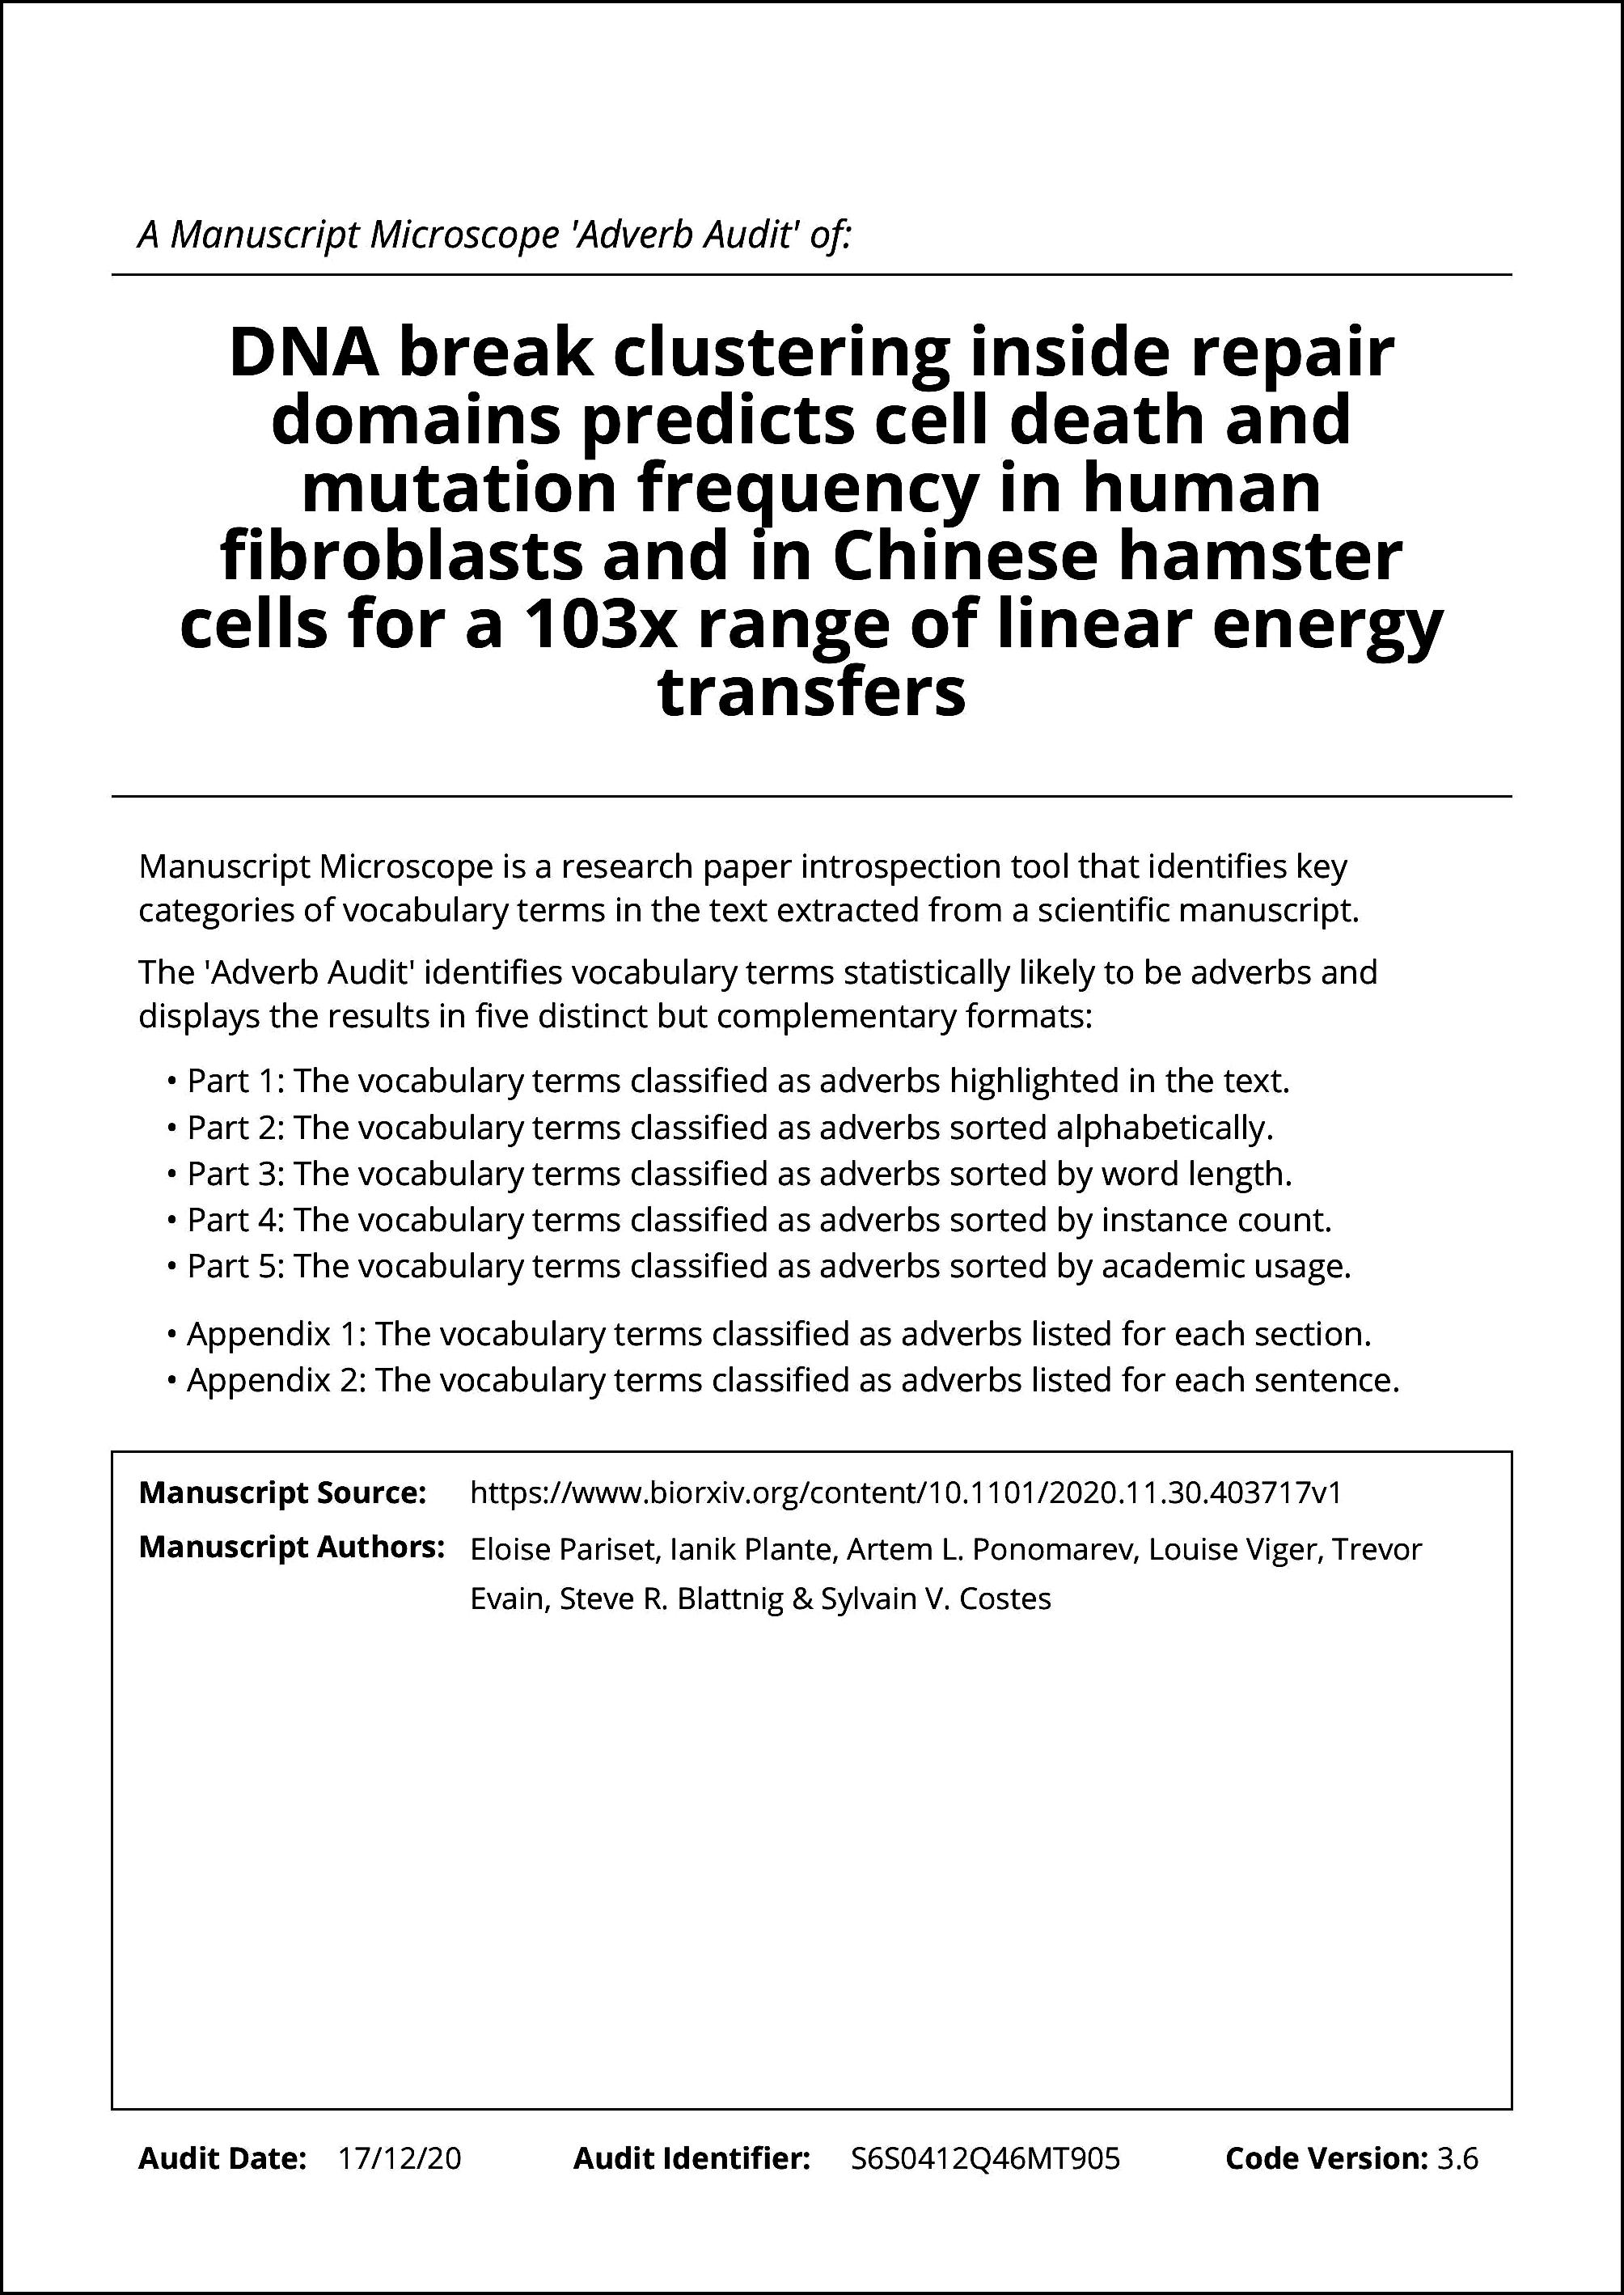 A Manuscript Microscope 'Adverb Audit' of:
DNA break clustering inside repair
domains predicts cell death and
mutation frequency in human
fibroblasts and in Chinese hamster
cells for a 103x range of linear energy
transfers
Manuscript Microscope is a research paper introspection tool that identifies key
categories of vocabulary terms in the text extracted from a scientific manuscript.
The 'Adverb Audit' identifies vocabulary terms statistically likely to be adverbs and
displays the results in five distinct but complementary formats:
• Part 1: The vocabulary terms classified as adverbs highlighted in the text.
• Part 2: The vocabulary terms classified as adverbs sorted alphabetically.
• Part 3: The vocabulary terms classified as adverbs sorted by word length.
• Part 4: The vocabulary terms classified as adverbs sorted by instance count.
• Part 5: The vocabulary terms classified as adverbs sorted by academic usage.
• Appendix 1: The vocabulary terms classified as adverbs listed for each section.
• Appendix 2: The vocabulary terms classified as adverbs listed for each sentence.
Manuscript Source: https://www.biorxiv.org/content/10.1101/2020.11.30.403717v1
Manuscript Authors: Eloise Pariset, Ianik Plante, Artem L. Ponomarev, Louise Viger, Trevor
Evain, Steve R. Blattnig & Sylvain V. Costes
Audit Date: 17/12/20 Audit Identifier: S6S0412Q46MT905 Code Version: 3.6